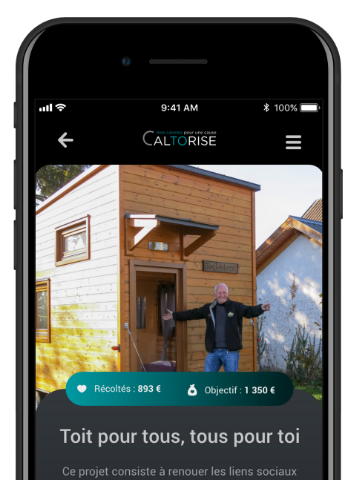 9:41 AM
100%
pour une cause
CALTORISE
Récoltés : 893 €
Objectif : 1 350 €
Toit pour tous, tous pour toi
Ce projet consiste à renouer les liens sociaux